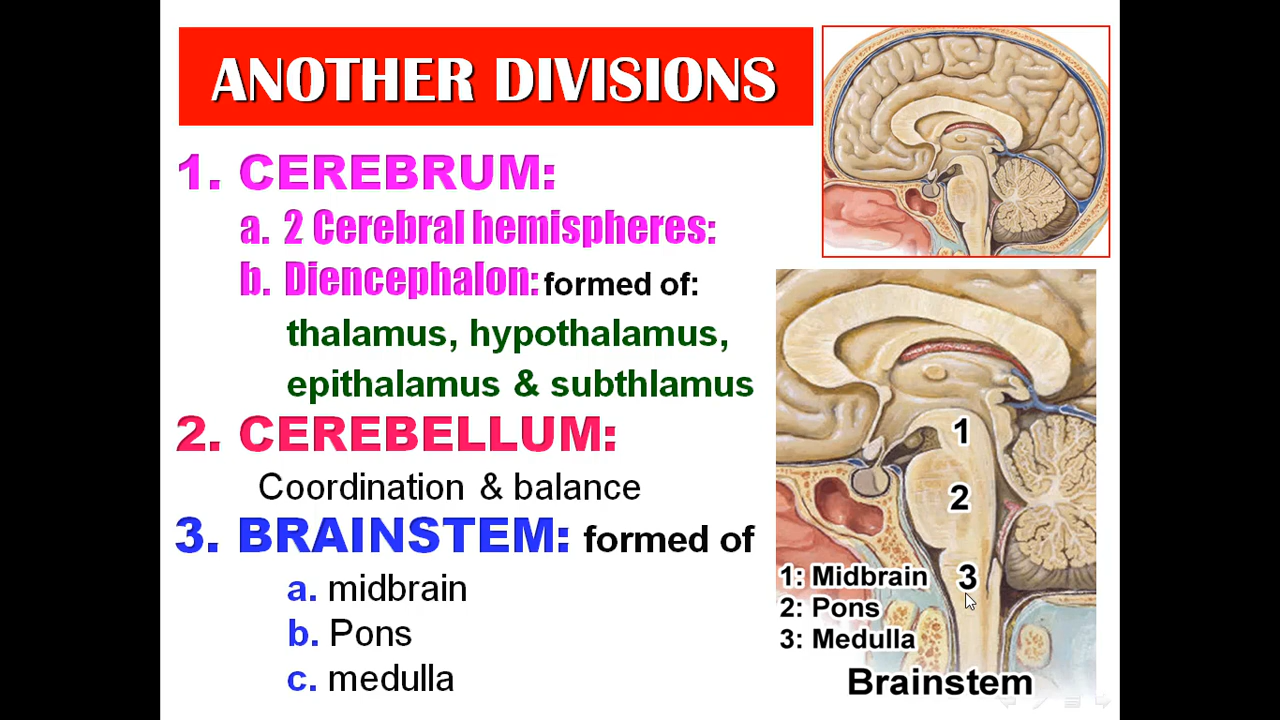 ANOTHER DIVISIONS
1. CEREBRUM:
a. 2 Cerebral hemispheres:
b. Diencephalon: formed of:
thalamus, hypothalamus,
epithalamus & subthlamus
2. CEREBELLUM:
Coordination & balance
3. BRAINSTEM: formed of
a. midbrain
b. Pons
c. medulla
1
2
3
1: Midbrain
2: Pons
3: Medulla
Brainstem